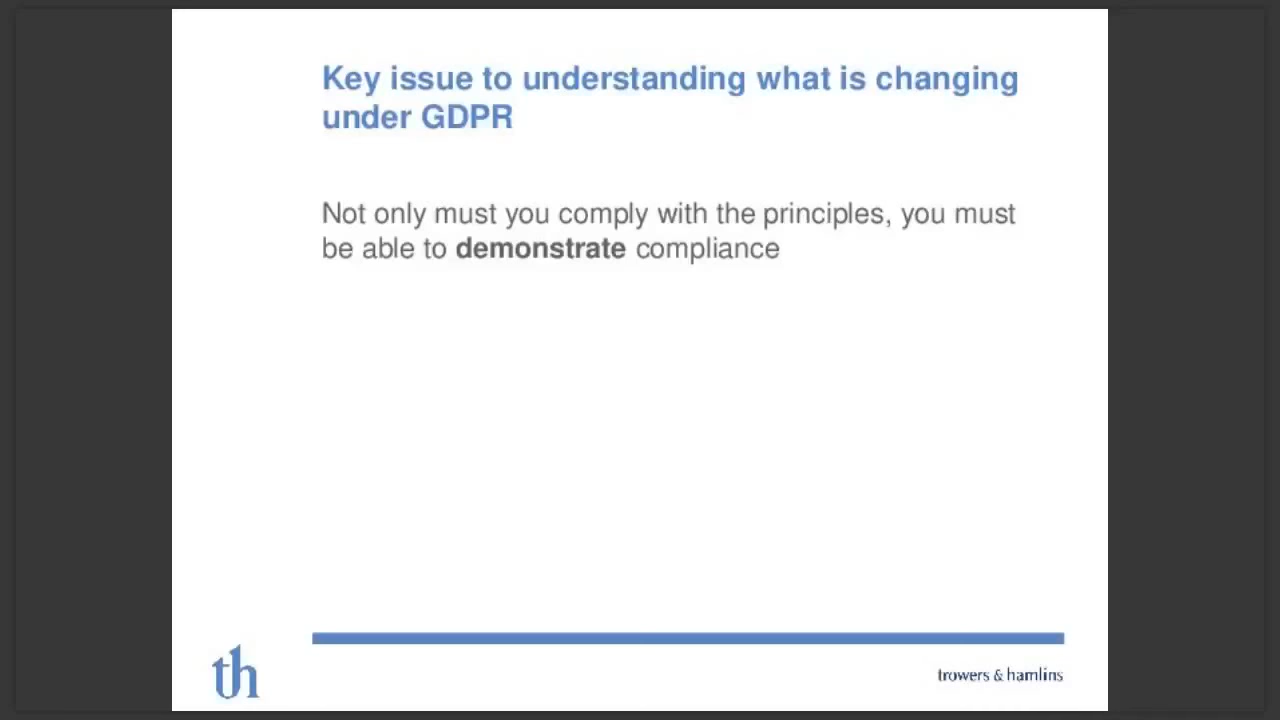 Key issue to understanding what is changing
under GDPR
Not only must you comply with the principles, you must
be able to demonstrate compliance
th
trowers & hamlins